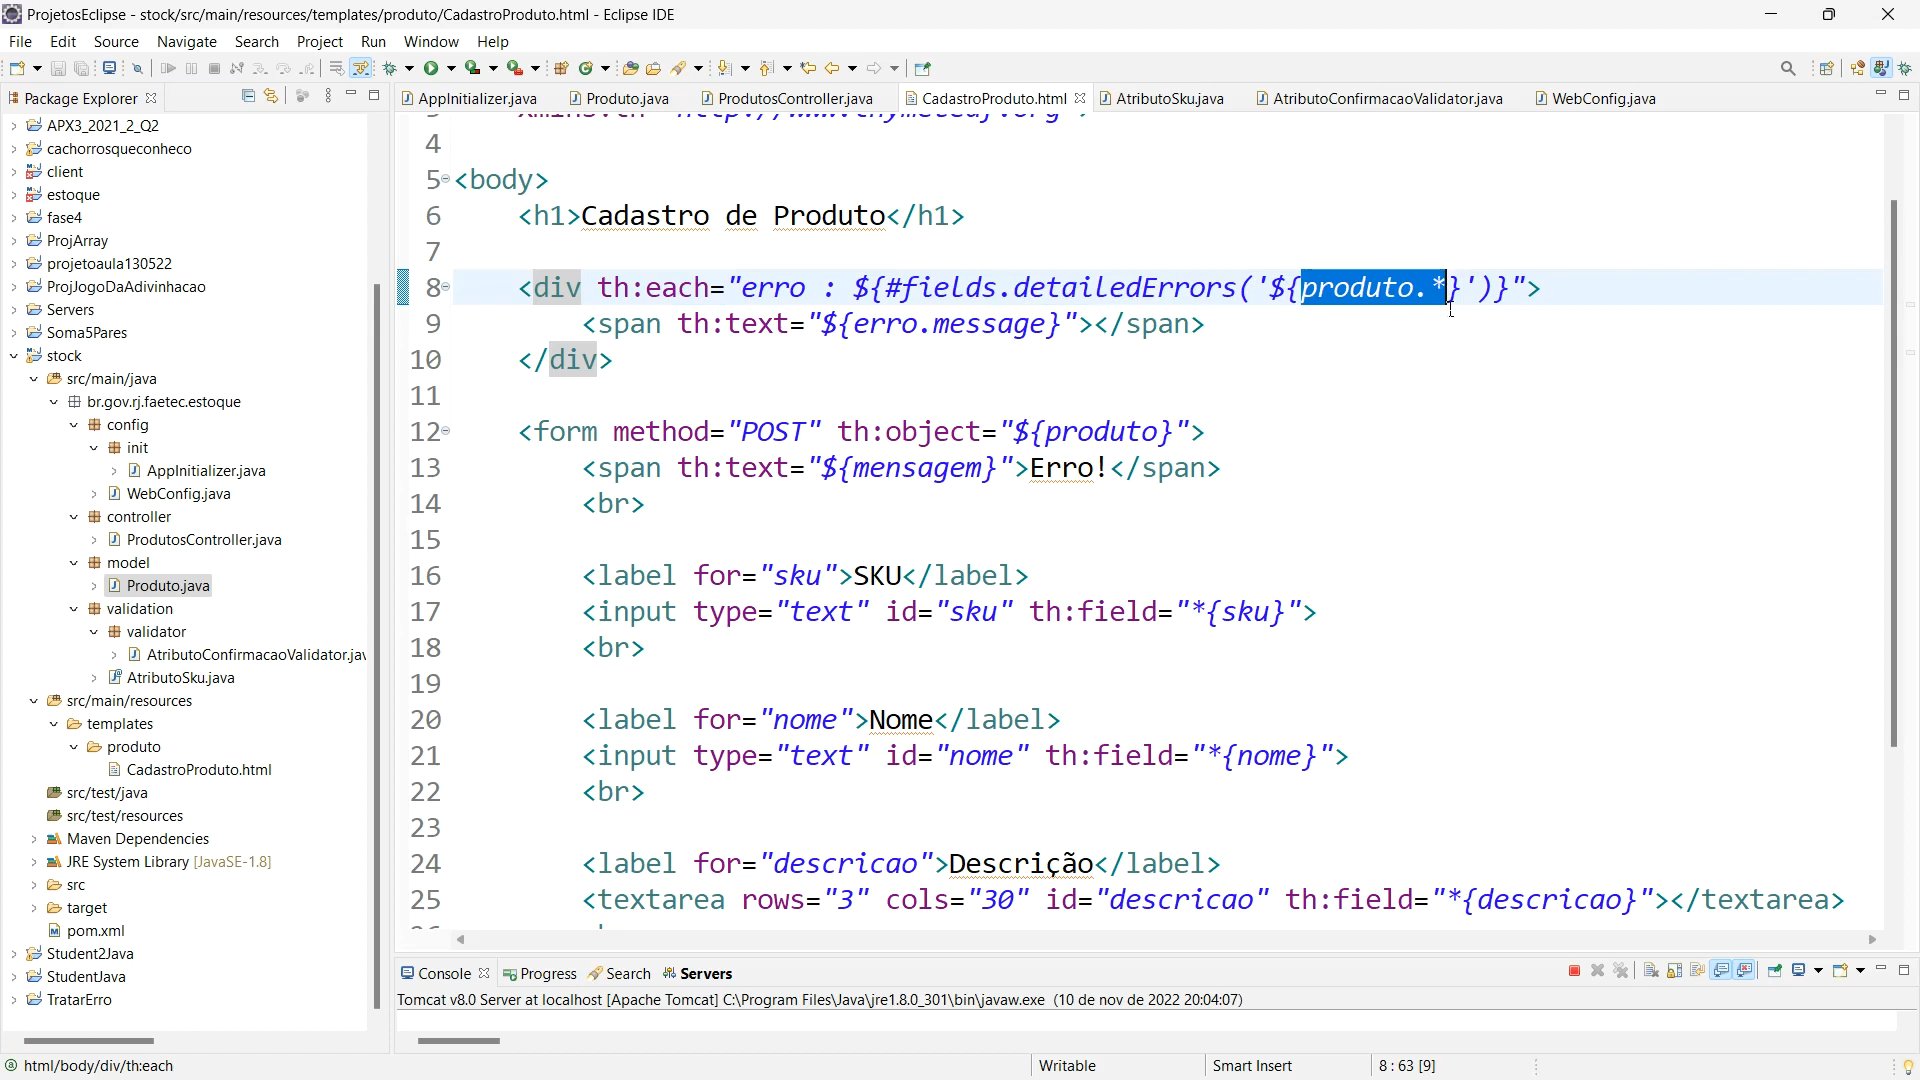 ProjetosEclipse - stock/src/main/resources/templates/produto/CadastroProduto.html - Eclipse IDE
File Edit Source Navigate Search Project Run Window Help
Package Explorer
APX3_2021_2_Q2
cachorrosqueconheco
client
estoque
fase4
ProjArray
projetoaula130522
ProjJogoDaAdivinhacao
Servers
Soma5Pares
stock
src/main/java
br.gov.rj.faetec.estoque
config
init
AppInitializer.java
WebConfig.java
controller
ProdutosController.java
model
Produto.java
validation
validator
AtributoConfirmacaoValidator.jav
AtributoSku.java
src/main/resources
templates
produto
CadastroProduto.html
src/test/java
src/test/resources
Maven Dependencies
JRE System Library [JavaSE-1.8]
src
target
pom.xml
Student2Java
StudentJava
TratarErro
AppInitializer.java Produto.java ProdutosController.java CadastroProduto.html AtributoSku.java AtributoConfirmacaoValidator.java WebConfig.java
4
5 <body>
6 <h1>Cadastro de Produto</h1>
7
8 <div th:each="erro : ${#fields.detailedErrors('${produto.*}')}">
9 <span th:text="${erro.message}"></span>
10 </div>
11
12 <form method="POST" th:object="${produto}">
13 <span th:text="${mensagem}">Erro!</span>
14 <br>
15
16 <label for="sku">SKU</label>
17 <input type="text" id="sku" th:field="*{sku}">
18 <br>
19
20 <label for="nome">Nome</label>
21 <input type="text" id="nome" th:field="*{nome}">
22 <br>
23
24 <label for="descricao">Descrição</label>
25 <textarea rows="3" cols="30" id="descricao" th:field="*{descricao}"></textarea>
Console Progress Search Servers
Tomcat v8.0 Server at localhost [Apache Tomcat] C:\Program Files\Java\jre1.8.0_301\bin\javaw.exe (10 de nov de 2022 20:04:07)
html/body/div/th:each Writable Smart Insert 8 : 63 [9]